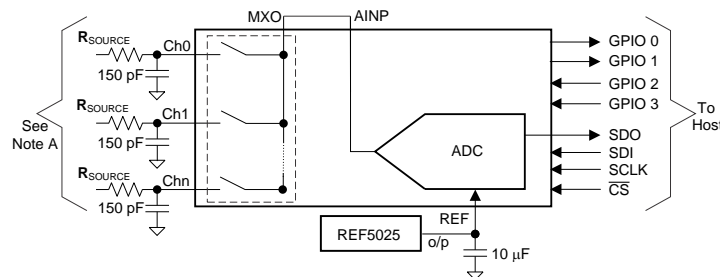 MXO AINP
R_SOURCE Ch0
150 pF
R_SOURCE Ch1
150 pF
R_SOURCE Chn
150 pF
See
Note A
ADC
REF
REF5025
o/p
10 μF
GPIO 0
GPIO 1
GPIO 2
GPIO 3
SDO
SDI
SCLK
C̅S̅
To
Host